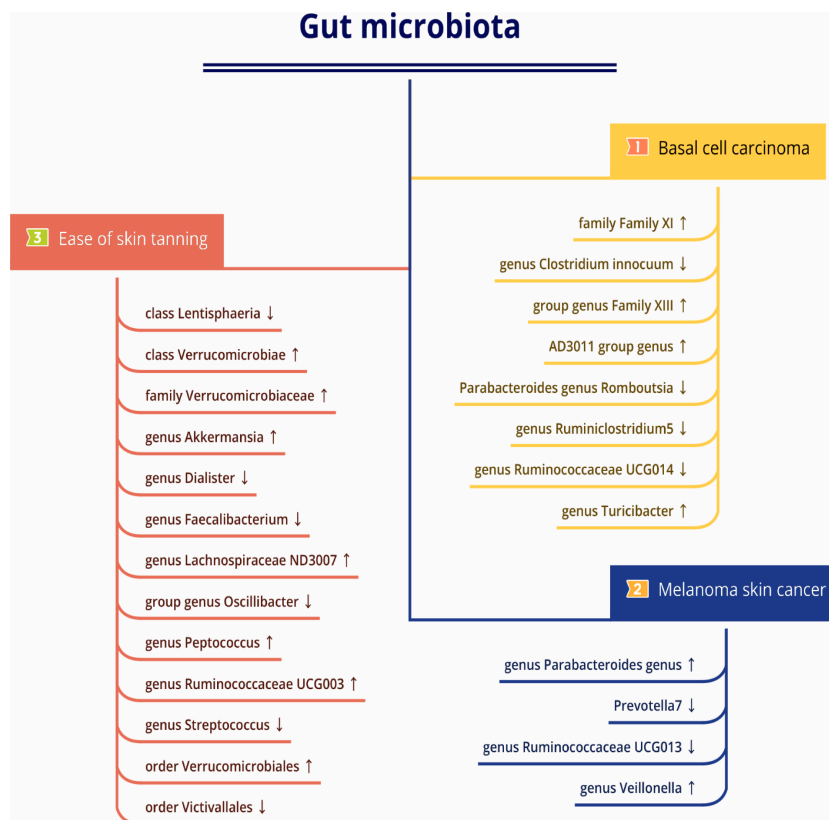 Gut microbiota
1 Basal cell carcinoma
family Family XI ↑
genus Clostridium innocuum ↓
group genus Family XIII ↑
AD3011 group genus ↑
Parabacteroides genus Romboutsia ↓
genus Ruminiclostridium5 ↓
genus Ruminococcaceae UCG014 ↓
genus Turicibacter ↑
2 Melanoma skin cancer
genus Parabacteroides genus ↑
Prevotella7 ↓
genus Ruminococcaceae UCG013 ↓
genus Veillonella ↑
3 Ease of skin tanning
class Lentisphaeria ↓
class Verrucomicrobiae ↑
family Verrucomicrobiaceae ↑
genus Akkermansia ↑
genus Dialister ↓
genus Faecalibacterium ↓
genus Lachnospiraceae ND3007 ↑
group genus Oscillibacter ↓
genus Peptococcus ↑
genus Ruminococcaceae UCG003 ↑
genus Streptococcus ↓
order Verrucomicrobiales ↑
order Victivallales ↓